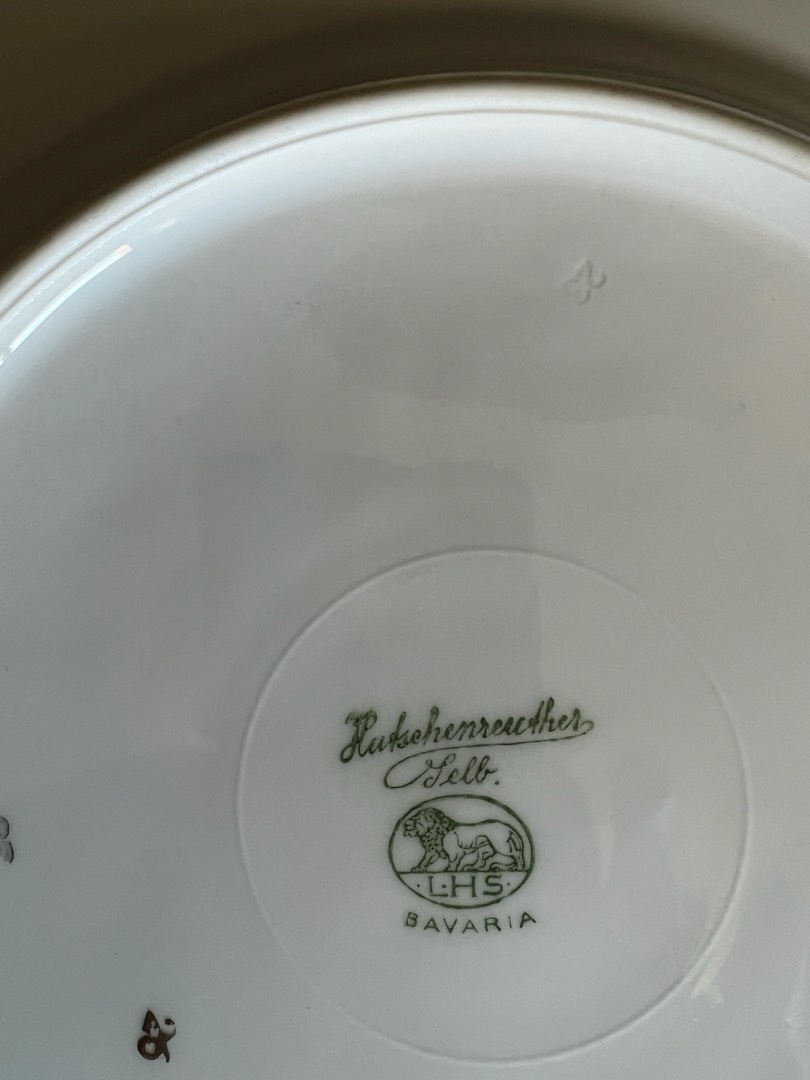 Hutschenreuther
Selb.
·L·H·S·
BAVARIA